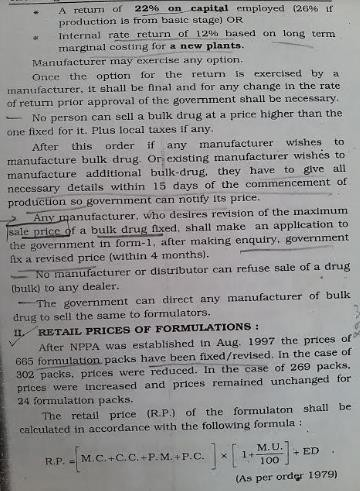 * A return of 22% on capital employed (26% if
production is from basic stage) OR
* Internal rate return of 12% based on long term
marginal costing for a new plants.
Manufacturer may exercise any option.
Once the option for the return is exercised by a
manufacturer, it shall be final and for any change in the rate
of return prior approval of the government shall be necessary.
— No person can sell a bulk drug at a price higher than the
one fixed for it. Plus local taxes if any.
After this order if any manufacturer wishes to
manufacture bulk drug. Or existing manufacturer wishes to
manufacture additional bulk-drug, they have to give all
necessary details within 15 days of the commencement of
production so government can notify its price.
— Any manufacturer, who desires revision of the maximum
sale price of a bulk drug fixed, shall make an application to
the government in form-1, after making enquiry, government
fix a revised price (within 4 months).
— No manufacturer or distributor can refuse sale of a drug
(bulk) to any dealer.
— The government can direct any manufacturer of bulk
drug to sell the same to formulators.
II. RETAIL PRICES OF FORMULATIONS :
After NPPA was established in Aug. 1997 the prices of
665 formulation packs have been fixed/revised. In the case of
302 packs, prices were reduced. In the case of 269 packs,
prices were increased and prices remained unchanged for
24 formulation packs.
The retail price (R.P.) of the formulaton shall be
calculated in accordance with the following formula :
R.P. = [M.C.+C.C.+P.M.+P.C.] × [1+ M.U./100] + ED
(As per order 1979)